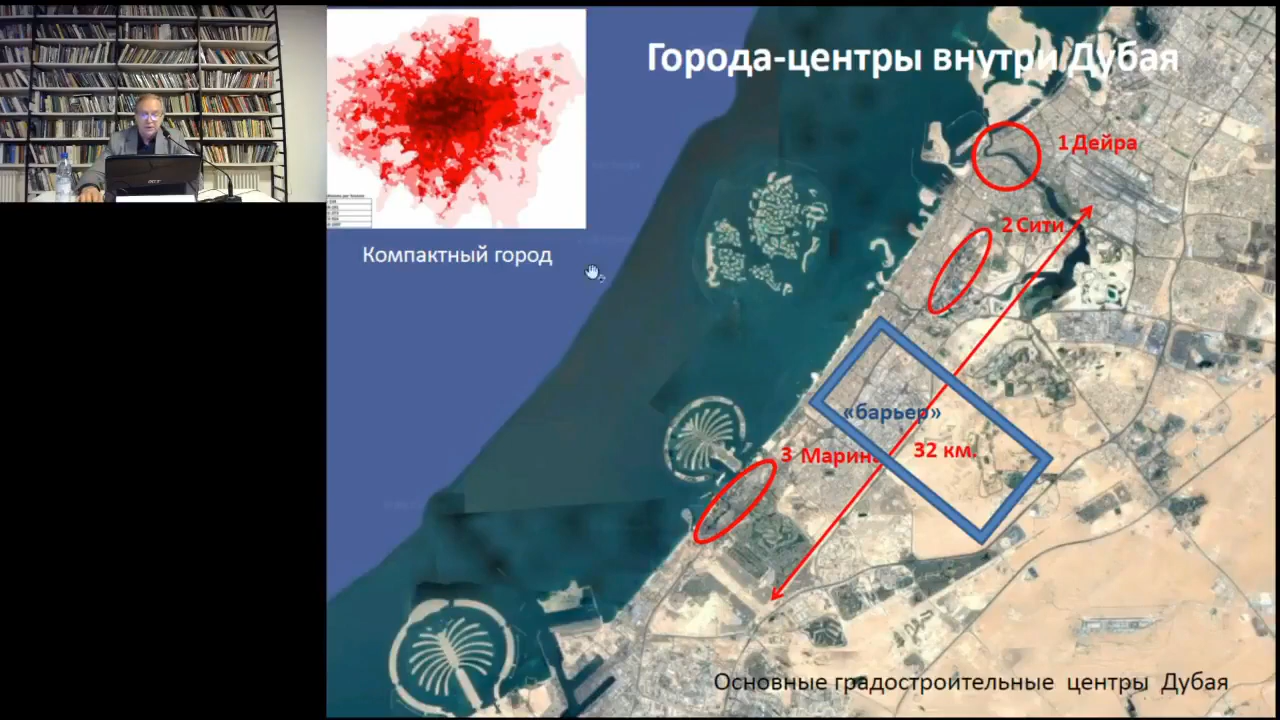 Города-центры внутри Дубая
1 Дейра
2 Сити
Компактный город
«барьер»
32 км.
3 Марина
Основные градостроительные центры Дубая